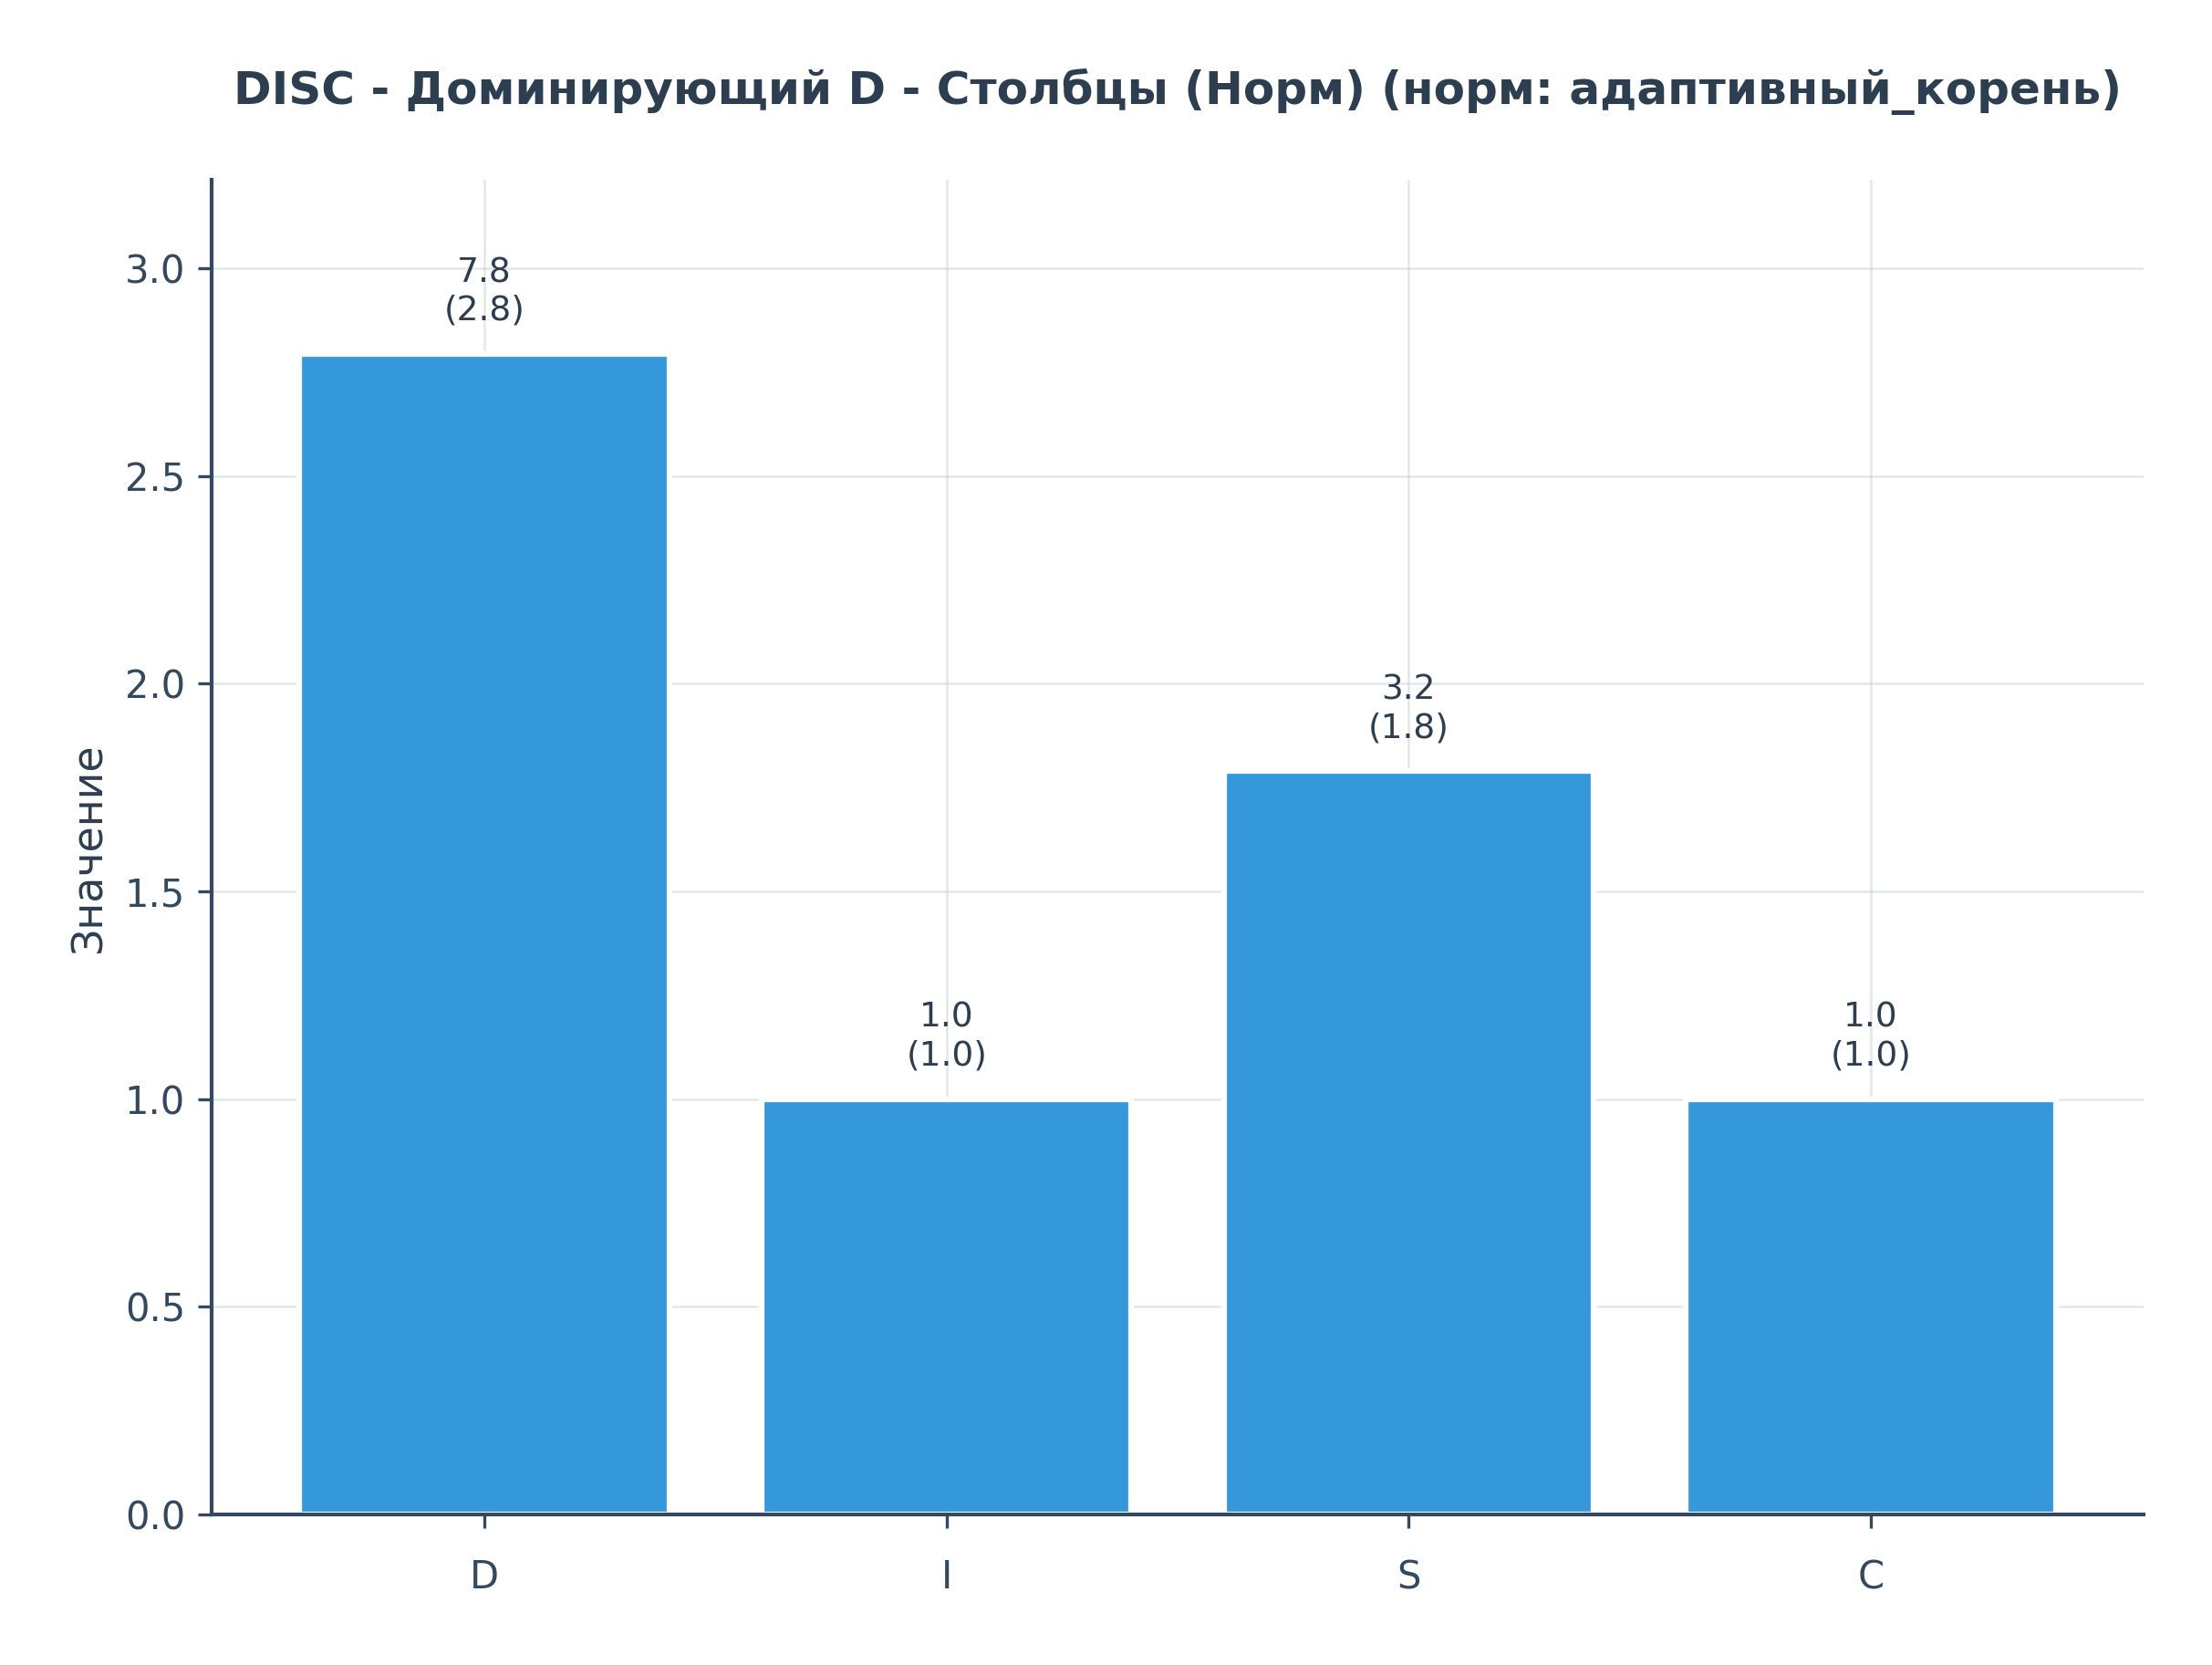 DISC - Доминирующий D - Столбцы (Норм) (норм: адаптивный_корень)
Значение
3.0
2.5
2.0
1.5
1.0
0.5
0.0
7.8
(2.8)
1.0
(1.0)
3.2
(1.8)
1.0
(1.0)
D
I
S
C